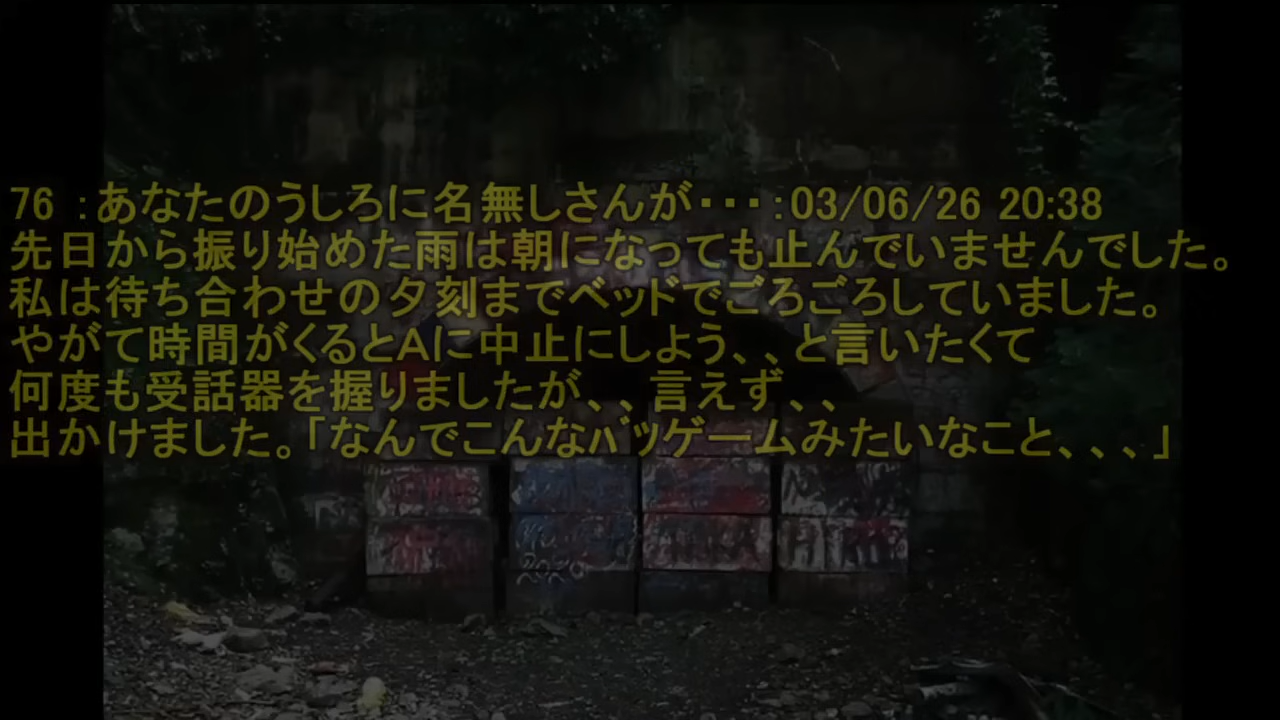 76 ：あなたのうしろに名無しさんが・・・：03/06/26 20:38
先日から振り始めた雨は朝になっても止んでいませんでした。
私は待ち合わせの夕刻までベッドでごろごろしていました。
やがて時間がくるとAに中止にしよう、、と言いたくて
何度も受話器を握りましたが、、言えず、、
出かけました。「なんでこんなﾊﾞﾂゲームみたいなこと、、、」